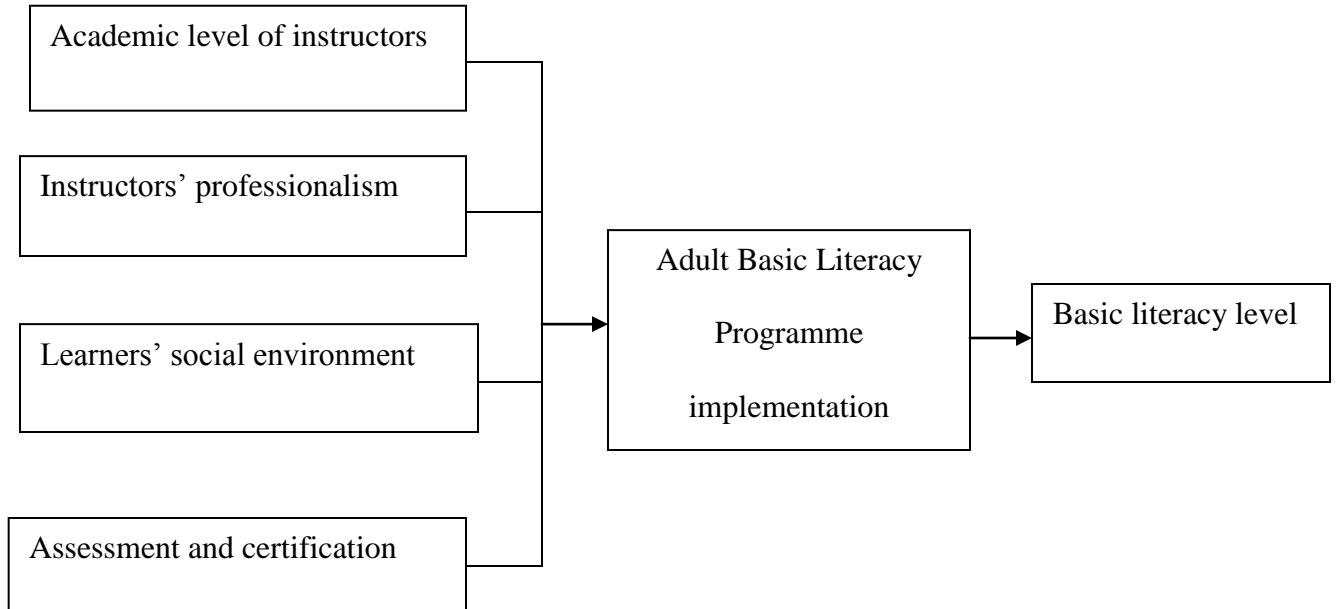 Academic level of instructors
Instructors’ professionalism
Learners’ social environment
Assessment and certification
Adult Basic Literacy
Programme
implementation
Basic literacy level